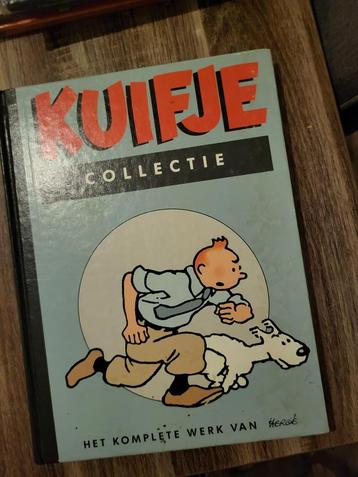 KUIFJE
COLLECTIE
HET KOMPLETE WERK VAN HERGÉ